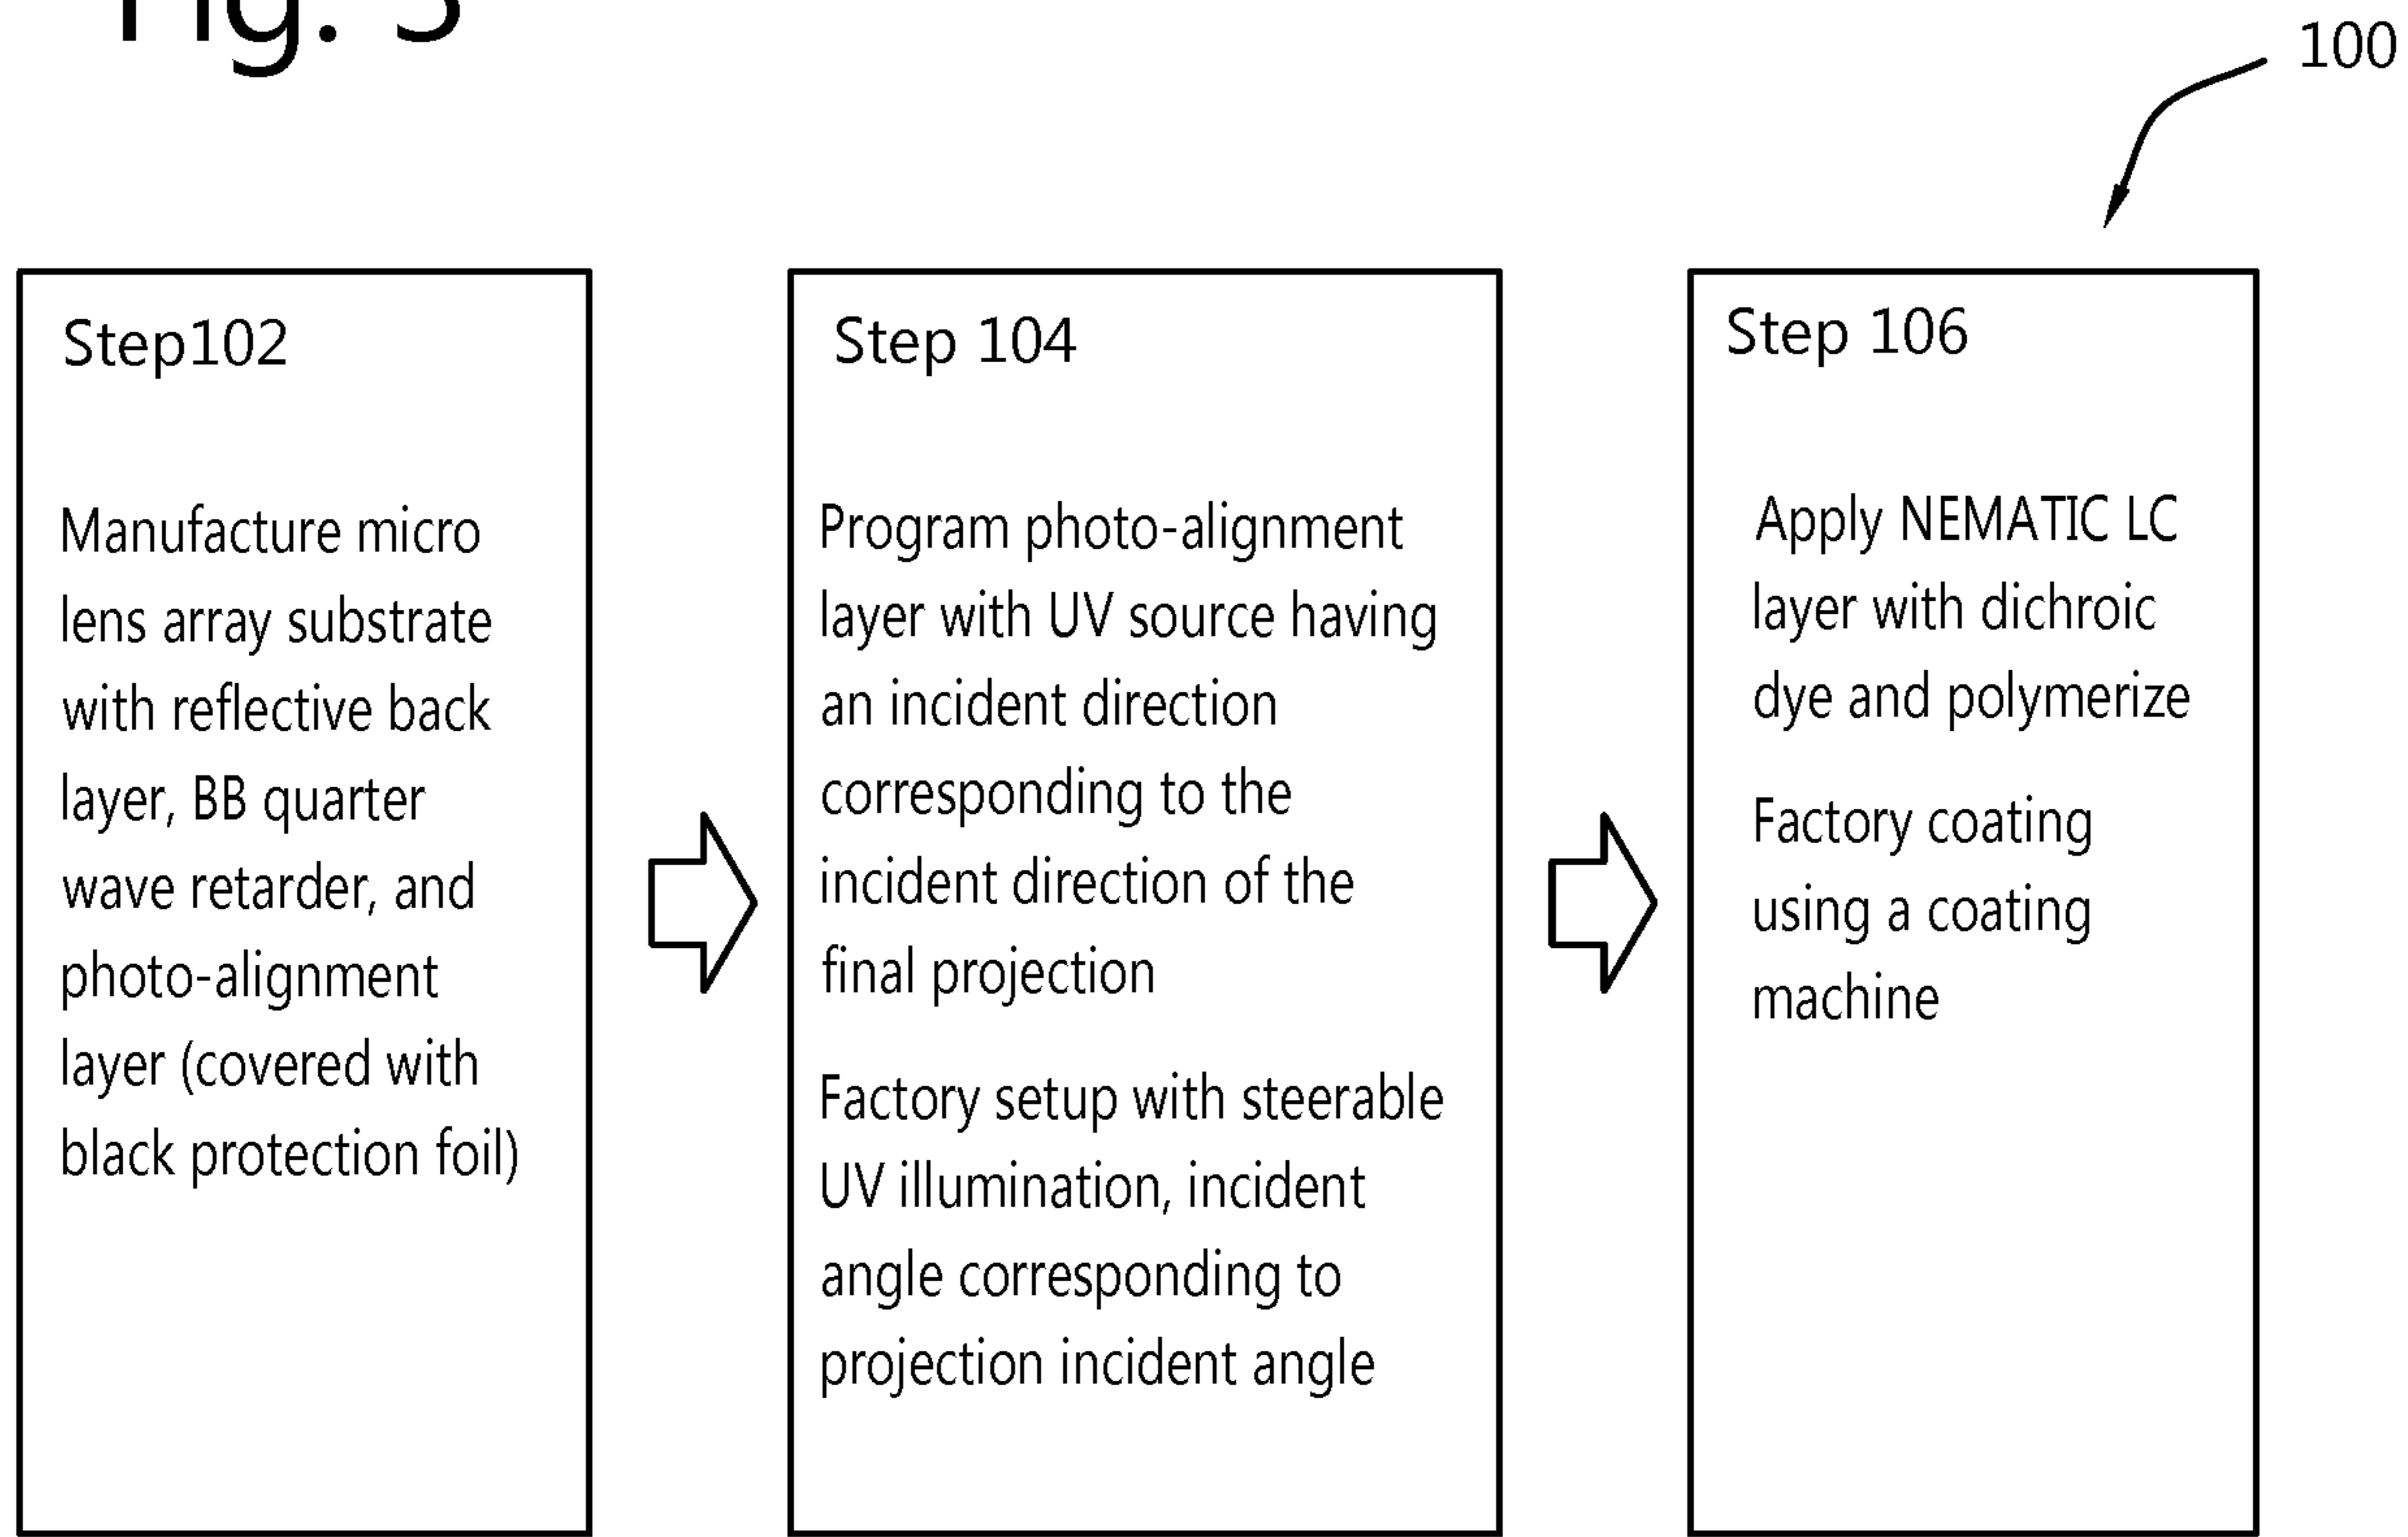 Fig. 5
100
Step102
Manufacture micro
lens array substrate
with reflective back
layer, BB quarter
wave retarder, and
photo-alignment
layer (covered with
black protection foil)
Step 104
Program photo-alignment
layer with UV source having
an incident direction
corresponding to the
incident direction of the
final projection
Factory setup with steerable
UV illumination, incident
angle corresponding to
projection incident angle
Step 106
Apply NEMATIC LC
layer with dichroic
dye and polymerize
Factory coating
using a coating
machine